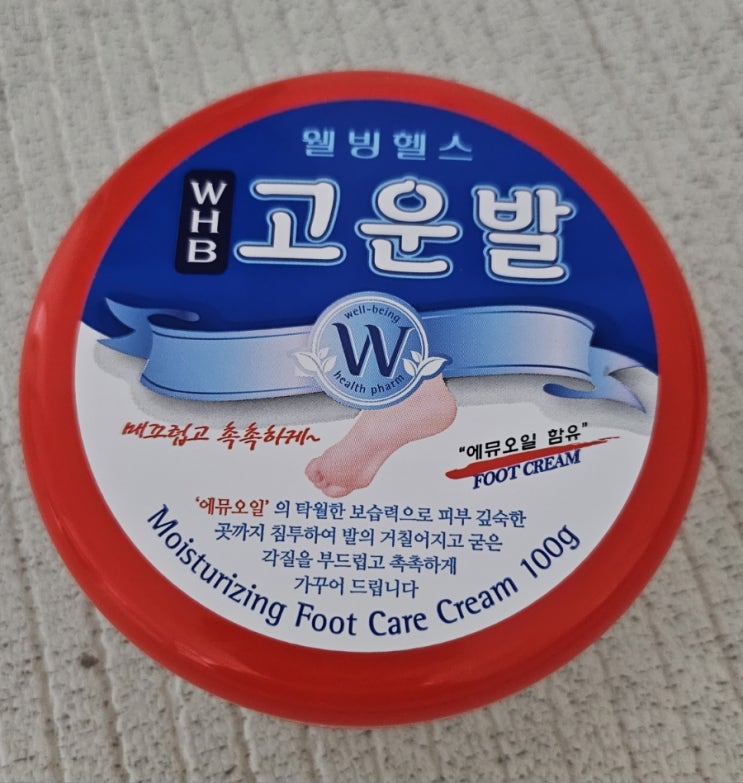 웰빙헬스
WHB
고운발
well-being
W
health pharm
매끄럽고 촉촉하게~
"에뮤오일 함유"
FOOT CREAM
'에뮤오일' 의 탁월한 보습력으로 피부 깊숙한
곳까지 침투하여 발의 거칠어지고 굳은
각질을 부드럽고 촉촉하게
가꾸어 드립니다
Moisturizing Foot Care Cream 100g